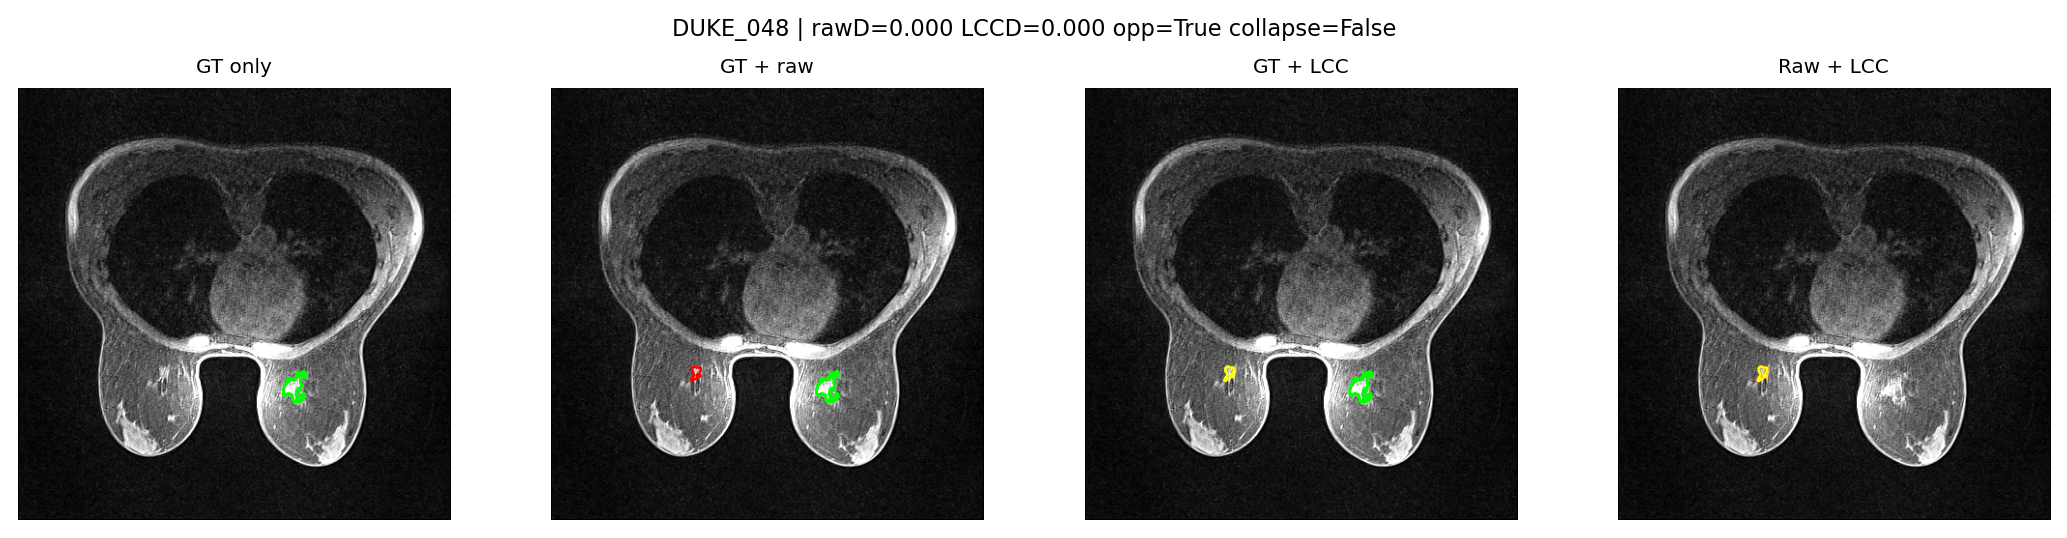 DUKE_048 | rawD=0.000 LCCD=0.000 opp=True collapse=False
GT only
GT + raw
GT + LCC
Raw + LCC